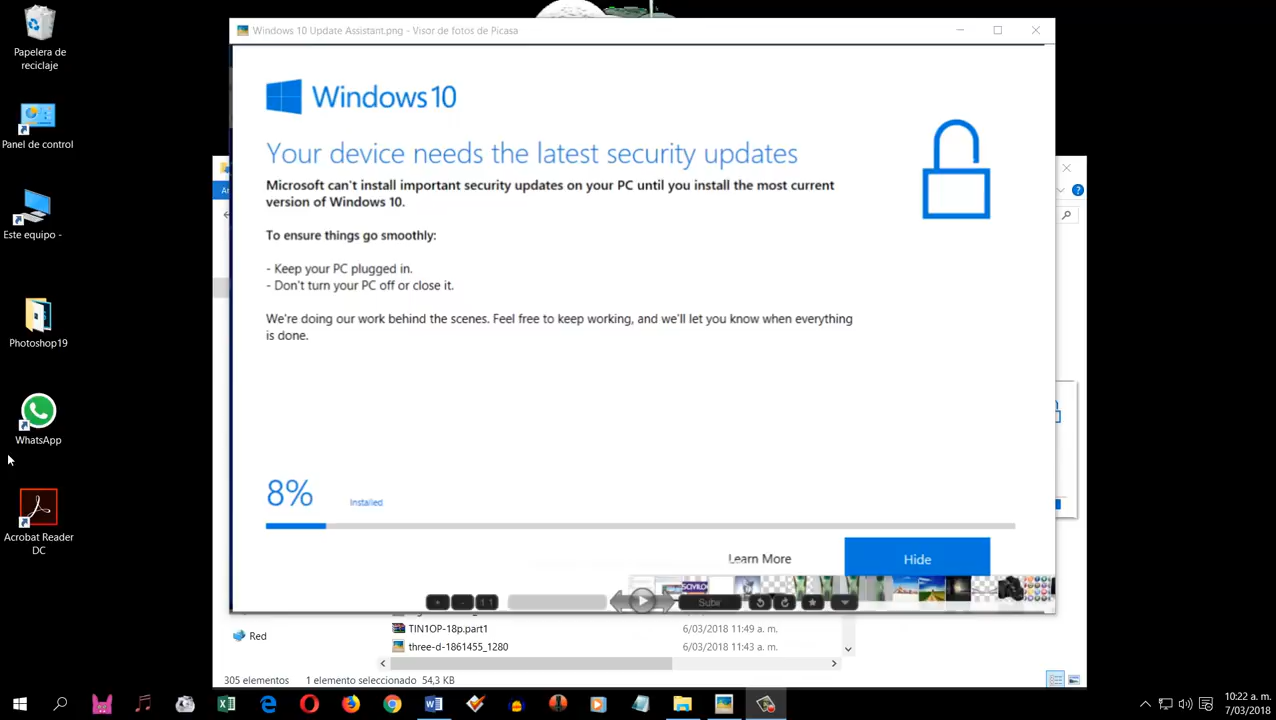 Windows 10 Update Assistant.png - Visor de fotos de Picasa
Papelera de
reciclaje
Panel de control
Este equipo -
Photoshop19
WhatsApp
Acrobat Reader
DC
Windows 10
Your device needs the latest security updates
Microsoft can't install important security updates on your PC until you install the most current
version of Windows 10.
To ensure things go smoothly:
- Keep your PC plugged in.
- Don't turn your PC off or close it.
We're doing our work behind the scenes. Feel free to keep working, and we'll let you know when everything
is done.
8% Installed
Learn More Hide
+ - 1:1 Sube
Red
TIN1OP-18p.part1 6/03/2018 11:49 a. m.
three-d-1861455_1280 6/03/2018 11:43 a. m.
305 elementos 1 elemento seleccionado 54,3 KB
10:22 a. m.
7/03/2018